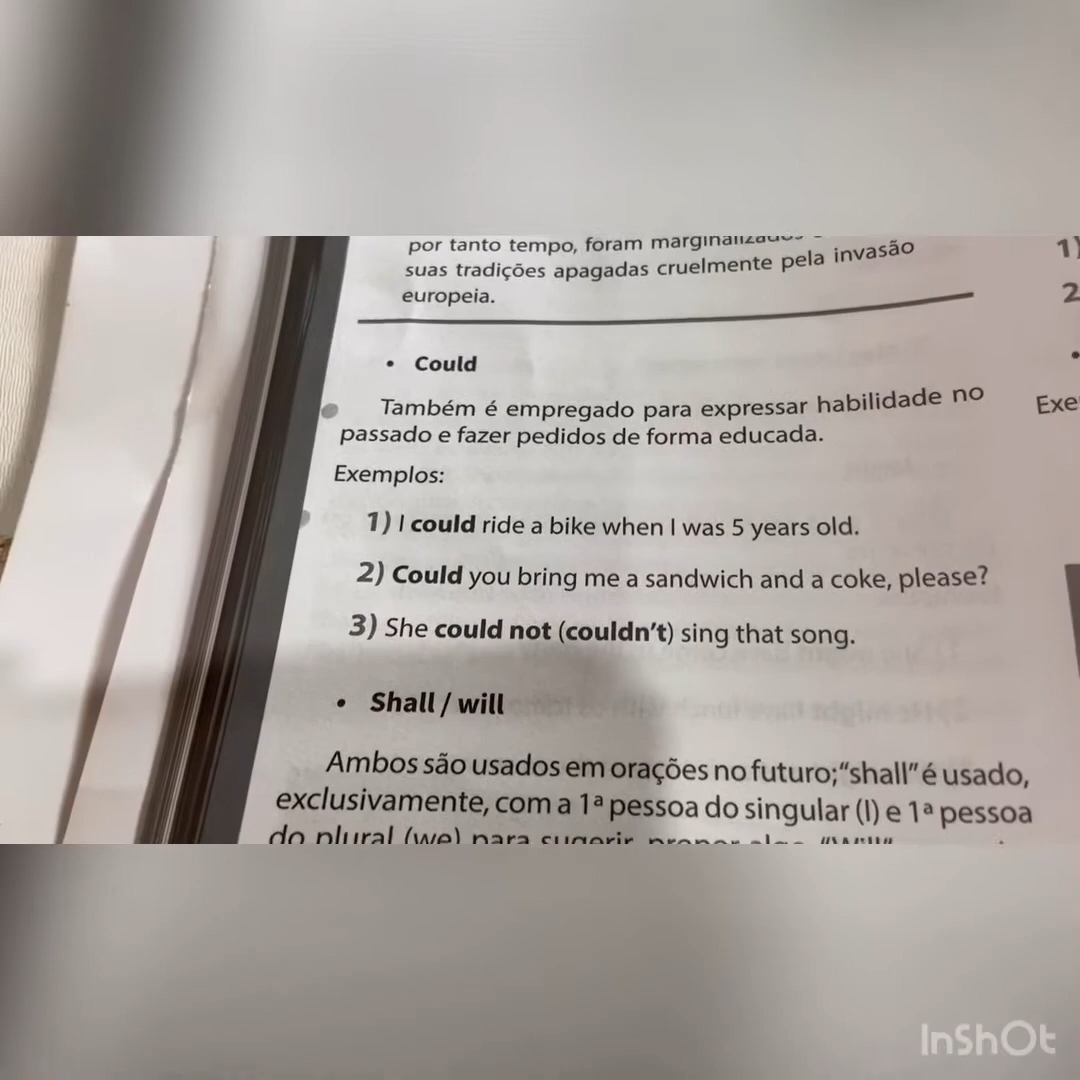 por tanto tempo, foram marginalizados
suas tradições apagadas cruelmente pela invasão
europeia.
• Could
Também é empregado para expressar habilidade no
passado e fazer pedidos de forma educada.
Exemplos:
1) I could ride a bike when I was 5 years old.
2) Could you bring me a sandwich and a coke, please?
3) She could not (couldn't) sing that song.
• Shall / will
Ambos são usados em orações no futuro; "shall" é usado,
exclusivamente, com a 1ª pessoa do singular (I) e 1ª pessoa
do plural (we) para sugerir, propor algo. "Will"
1)
2
•
Exe
InShOt